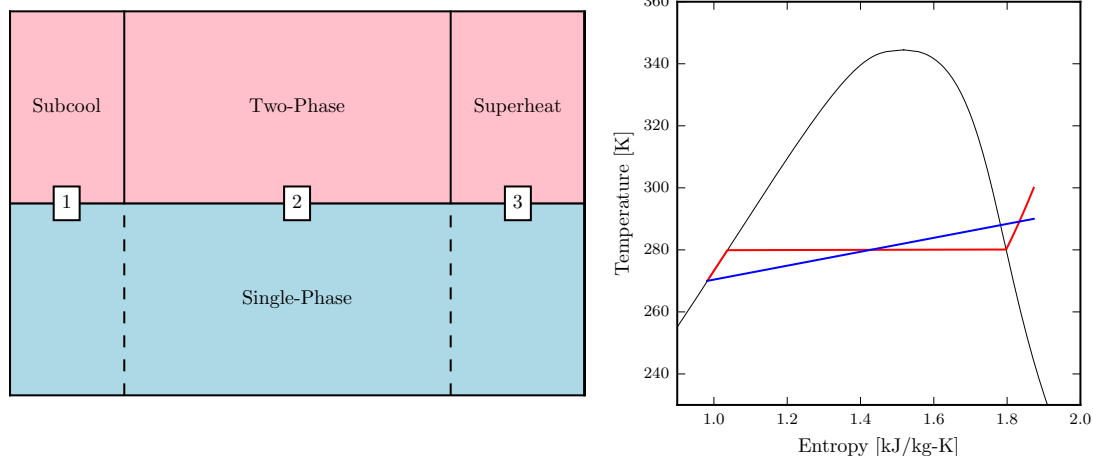 Subcool
Two-Phase
Superheat
1
2
3
Single-Phase
360
340
320
300
280
260
240
Temperature [K]
1.0
1.2
1.4
1.6
1.8
2.0
Entropy [kJ/kg-K]